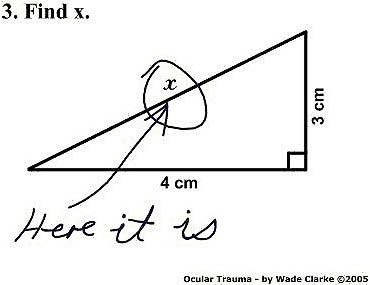 3. Find x.
x
3 cm
4 cm
Here it is
Ocular Trauma - by Wade Clarke ©2005